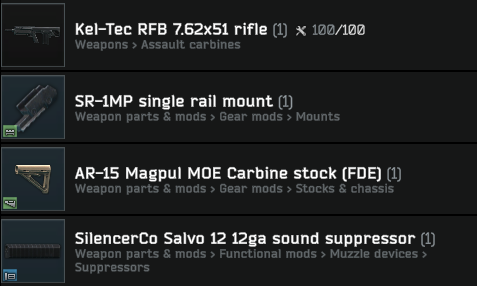 Kel-Tec RFB 7.62x51 rifle (1) 100/100
Weapons > Assault carbines
SR-1MP single rail mount (1)
Weapon parts & mods > Gear mods > Mounts
AR-15 Magpul MOE Carbine stock (FDE) (1)
Weapon parts & mods > Gear mods > Stocks & chassis
SilencerCo Salvo 12 12ga sound suppressor (1)
Weapon parts & mods > Functional mods > Muzzle devices >
Suppressors